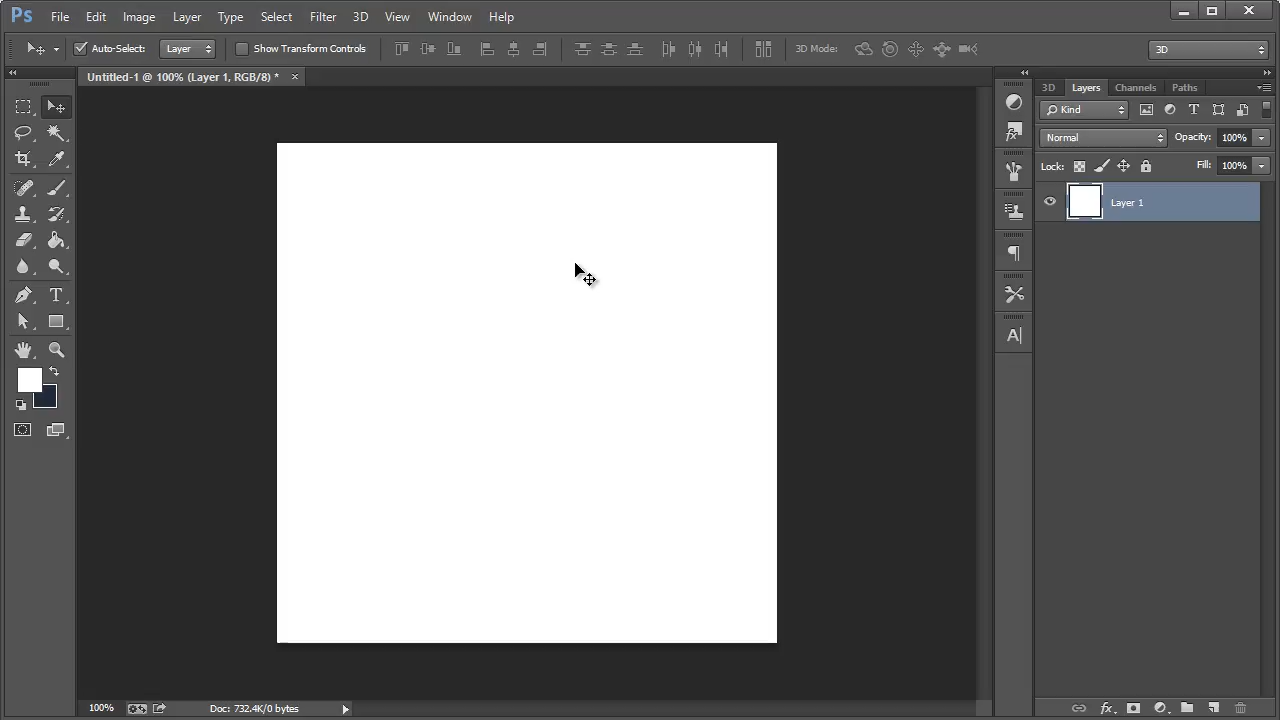 Ps File Edit Image Layer Type Select Filter 3D View Window Help
Auto-Select: Layer Show Transform Controls 3D Mode: 3D
Untitled-1 @ 100% (Layer 1, RGB/8) *
3D Layers Channels Paths
Kind
Normal Opacity: 100%
Lock: Fill: 100%
Layer 1
100% Doc: 732.4K/0 bytes